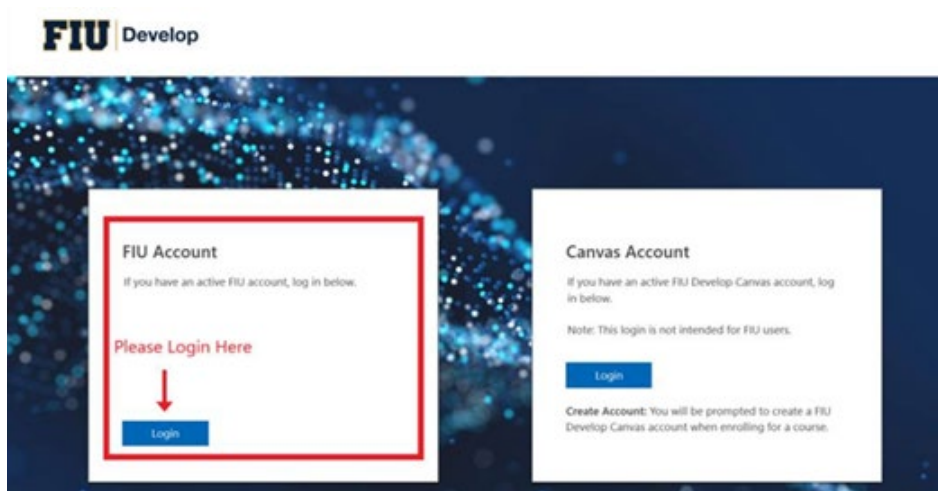 FIU Develop
FIU Account
If you have an active FIU account, log in below.
Please Login Here
Login
Canvas Account
If you have an active FIU Develop Canvas account, log
in below.
Note: This login is not intended for FIU users.
Login
Create Account: You will be prompted to create a FIU
Develop Canvas account when enrolling for a course.